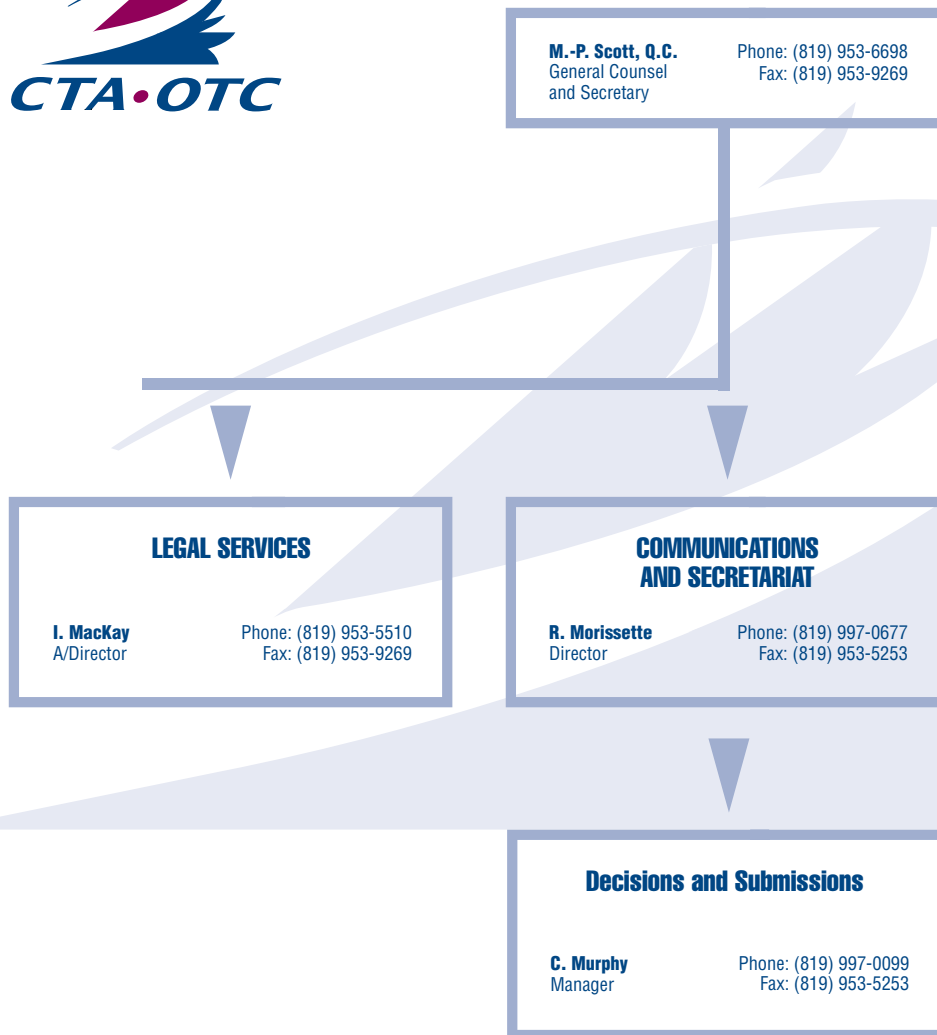 CTA•OTC
M.-P. Scott, Q.C. Phone: (819) 953-6698
General Counsel Fax: (819) 953-9269
and Secretary
LEGAL SERVICES
I. MacKay Phone: (819) 953-5510
A/Director Fax: (819) 953-9269
COMMUNICATIONS
AND SECRETARIAT
R. Morissette Phone: (819) 997-0677
Director Fax: (819) 953-5253
Decisions and Submissions
C. Murphy Phone: (819) 997-0099
Manager Fax: (819) 953-5253